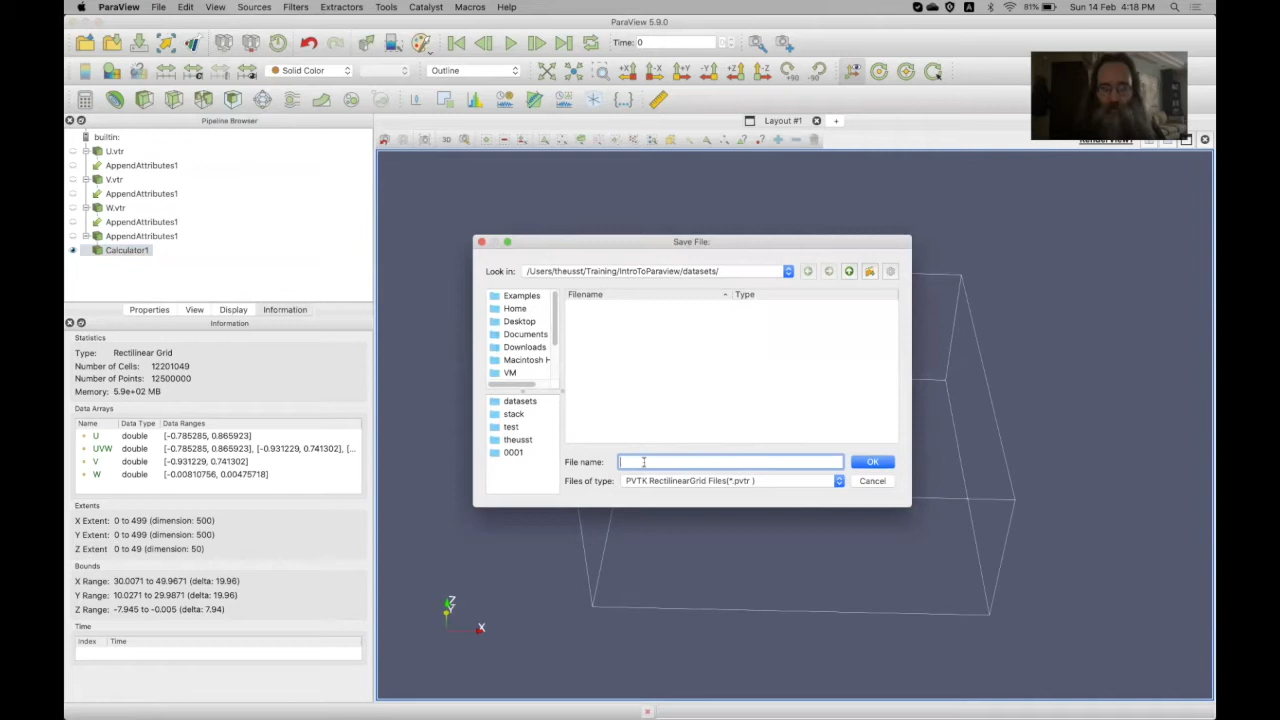 ParaView File Edit View Sources Filters Extractors Tools Catalyst Macros Help
81% Sun 14 Feb 4:18 PM
ParaView 5.9.0
Time: 0
Solid Color
Outline
+X -X +Y -Y +Z -Z +90 -90
Pipeline Browser
Layout #1 +
3D
RenderView1
builtin:
U.vtr
AppendAttributes1
V.vtr
AppendAttributes1
W.vtr
AppendAttributes1
AppendAttributes1
Calculator1
Properties View Display Information
Information
Statistics
Type: Rectilinear Grid
Number of Cells: 12201049
Number of Points: 12500000
Memory: 5.9e+02 MB
Data Arrays
Name Data Type Data Ranges
U double [-0.785285, 0.865923]
UVW double [-0.785285, 0.865923], [-0.931229, 0.741302], [...
V double [-0.931229, 0.741302]
W double [-0.00810756, 0.00475718]
Extents
X Extent: 0 to 499 (dimension: 500)
Y Extent: 0 to 499 (dimension: 500)
Z Extent: 0 to 49 (dimension: 50)
Bounds
X Range: 30.0071 to 49.9671 (delta: 19.96)
Y Range: 10.0271 to 29.9871 (delta: 19.96)
Z Range: -7.945 to -0.005 (delta: 7.94)
Time
Index Time
Save File:
Look in: /Users/theusst/Training/IntroToParaview/datasets/
Examples
Home
Desktop
Documents
Downloads
Macintosh H
VM
datasets
stack
test
theusst
0001
Filename Type
File name: OK
Files of type: PVTK RectilinearGrid Files(*.pvtr ) Cancel
Z
Y
X